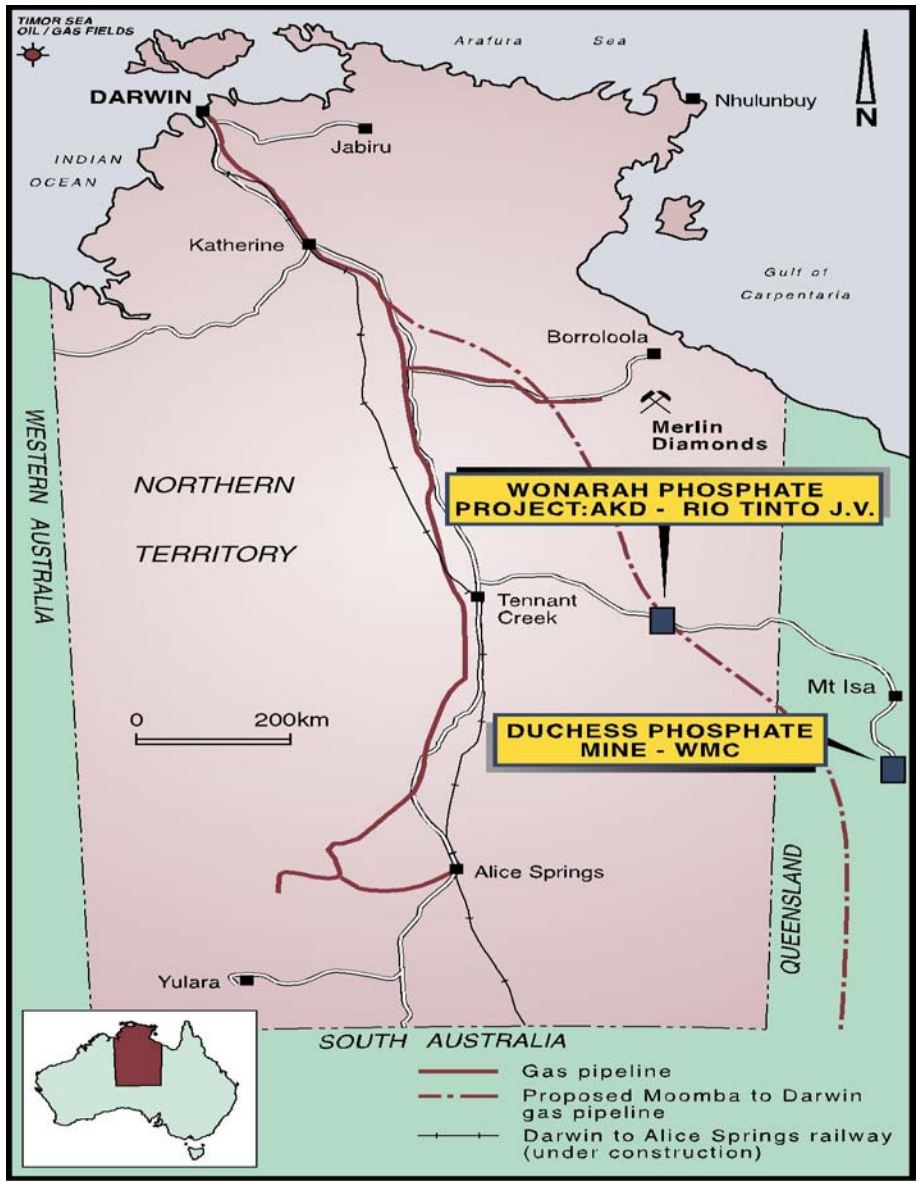 TIMOR SEA
OIL / GAS FIELDS
Arafura Sea
DARWIN
Nhulunbuy
N
Jabiru
INDIAN
OCEAN
Katherine
Gulf of
Carpentaria
Borroloola
Merlin
Diamonds
WESTERN AUSTRALIA
NORTHERN
TERRITORY
WONARAH PHOSPHATE
PROJECT:AKD - RIO TINTO J.V.
Tennant
Creek
Mt Isa
0 200km
DUCHESS PHOSPHATE
MINE - WMC
Alice Springs
QUEENSLAND
Yulara
SOUTH AUSTRALIA
Gas pipeline
Proposed Moomba to Darwin
gas pipeline
Darwin to Alice Springs railway
(under construction)